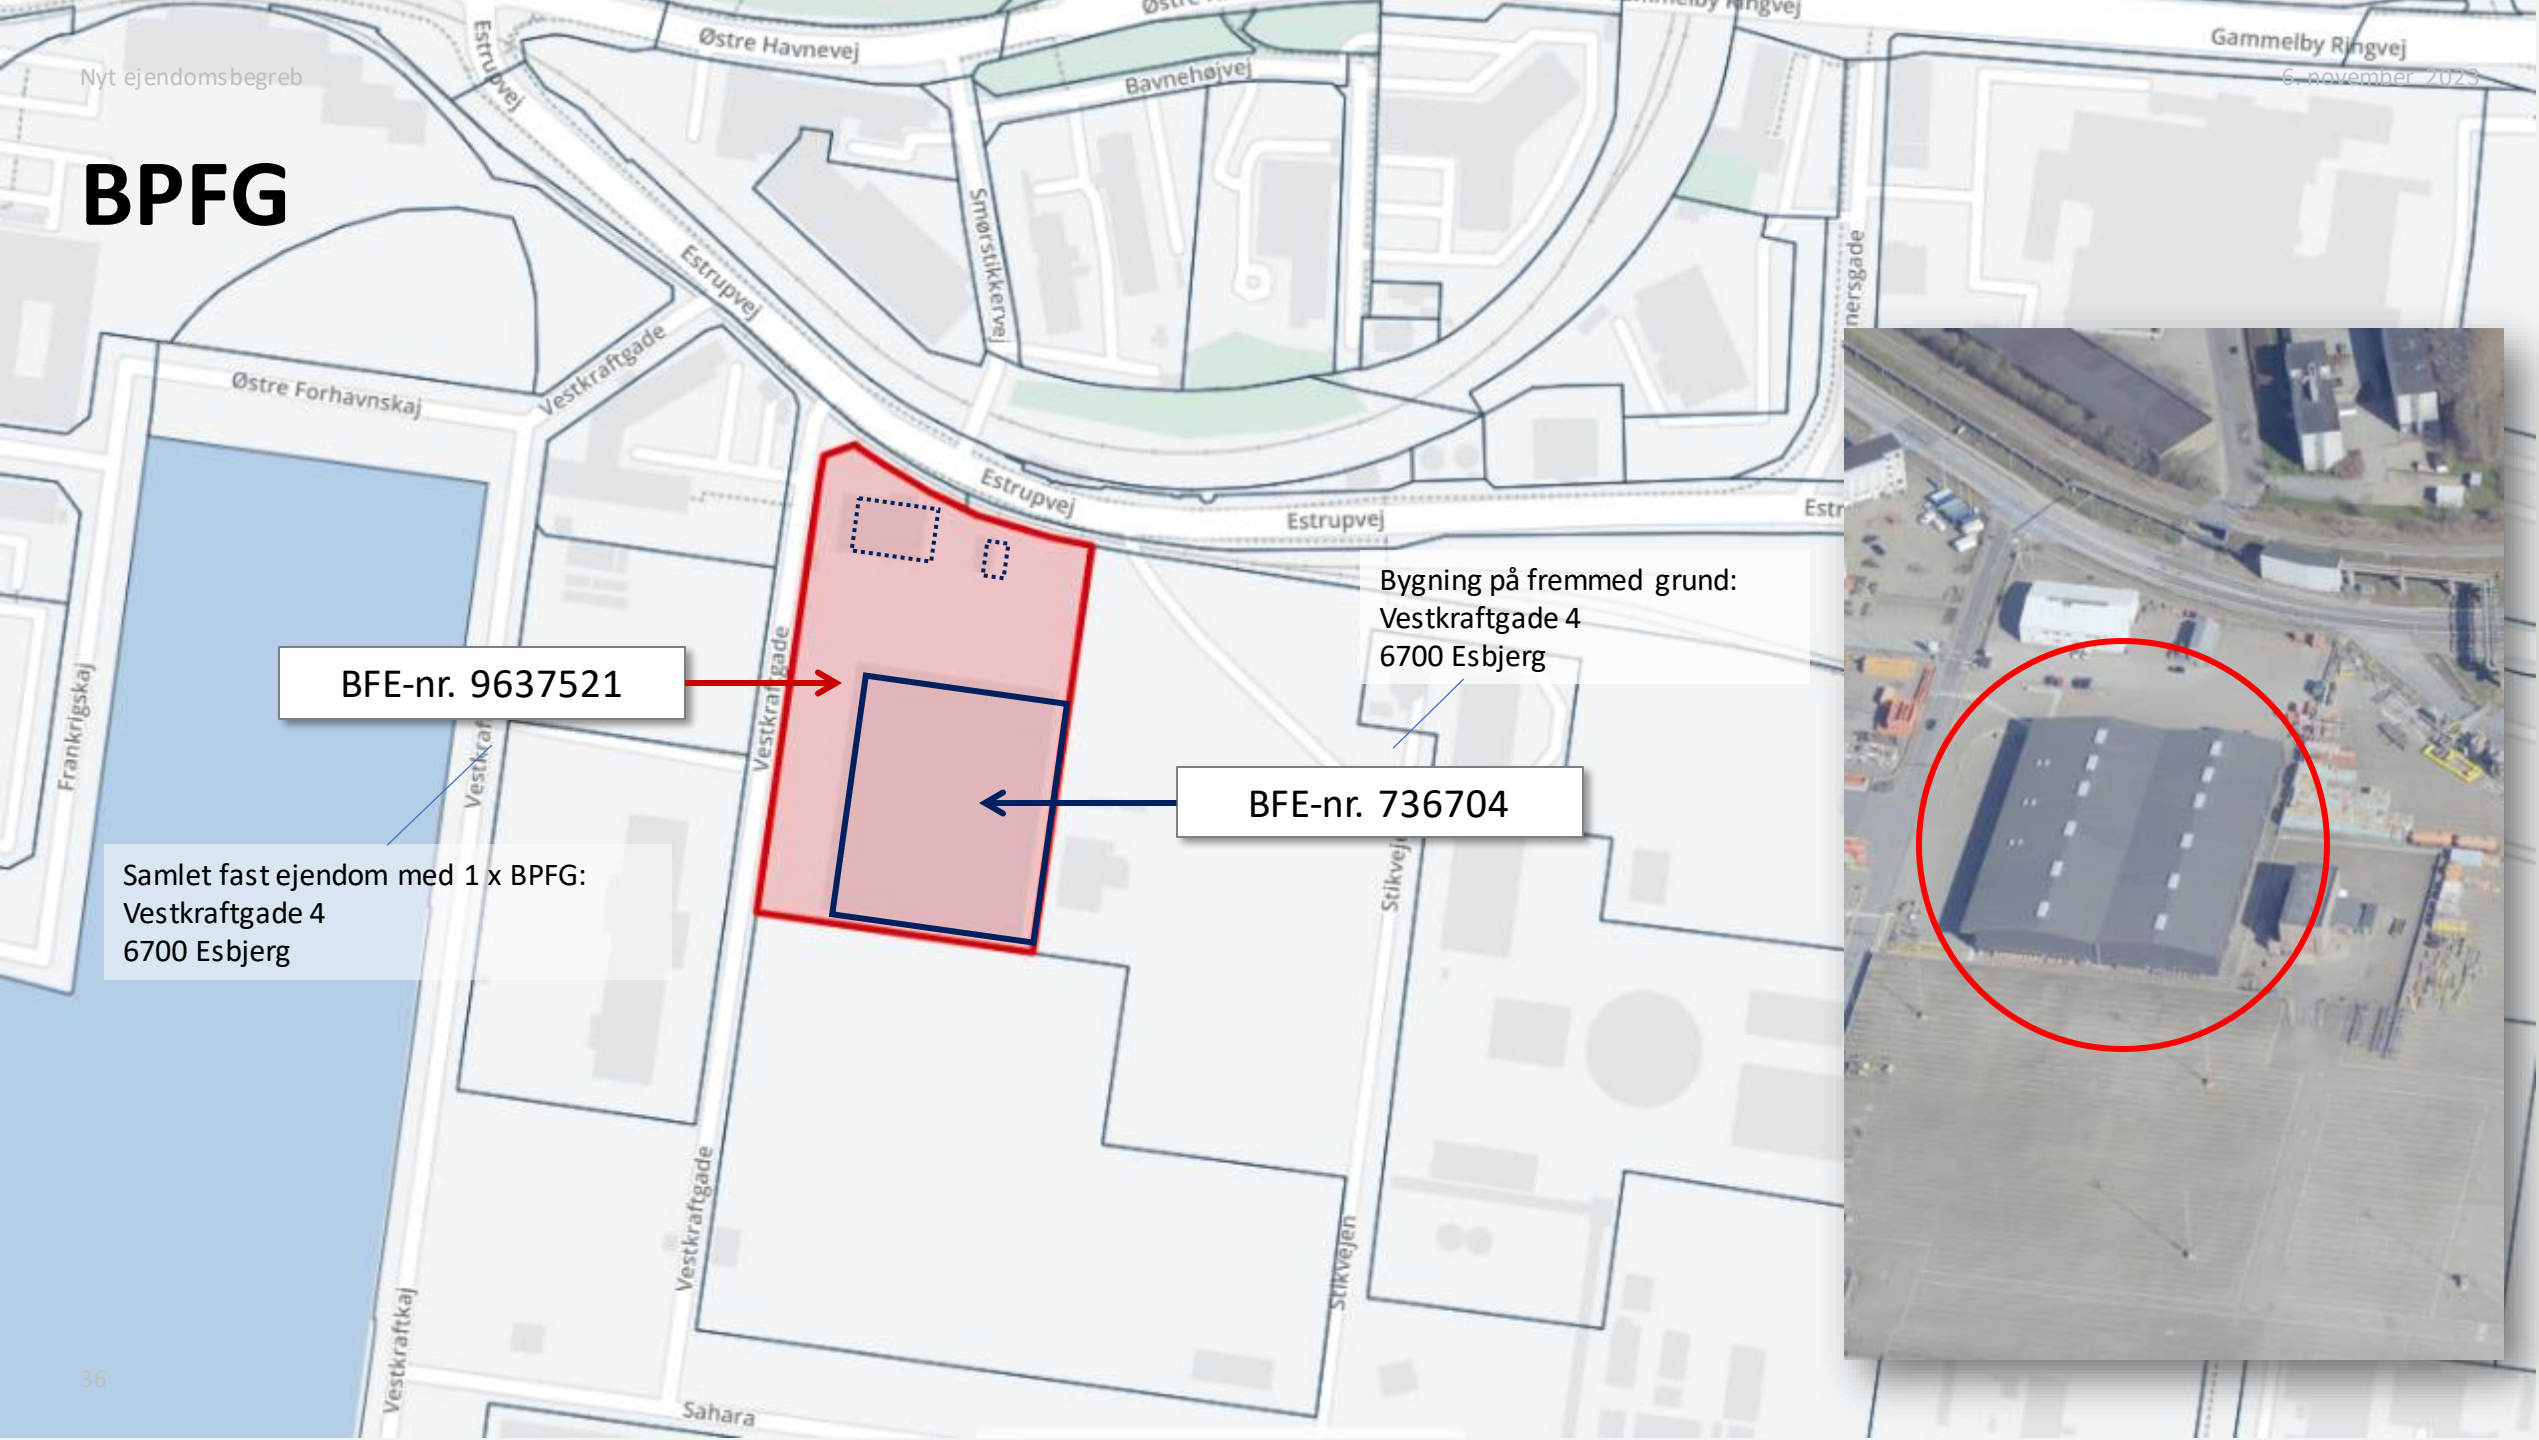 Østre Havnevej
Gammelby Ringvej
Estrupvej
Bavnehøjvej
Nyt ejendomsbegreb
6. november 2023
BPFG
Smørstikkervej
Estrupvej
Vestkraftgade
Østre Forhavnskaj
Estrupvej
Estrupvej
Bygning på fremmed grund:
Vestkraftgade 4
6700 Esbjerg
BFE-nr. 9637521
Vestkraftgade
Frankrigskaj
BFE-nr. 736704
Samlet fast ejendom med 1 x BPFG:
Vestkraftgade 4
6700 Esbjerg
Vestkraftgade
Stikvejen
Vestkraftkaj
36
Sahara